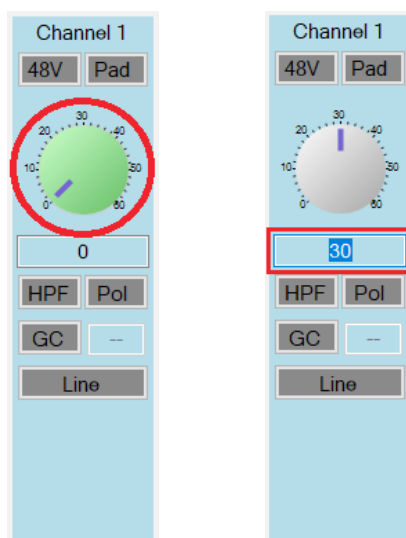 Channel 1
48V Pad
30
20 40
10 50
0 60
0
HPF Pol
GC --
Line
Channel 1
48V Pad
30
20 40
10 50
0 60
30
HPF Pol
GC --
Line